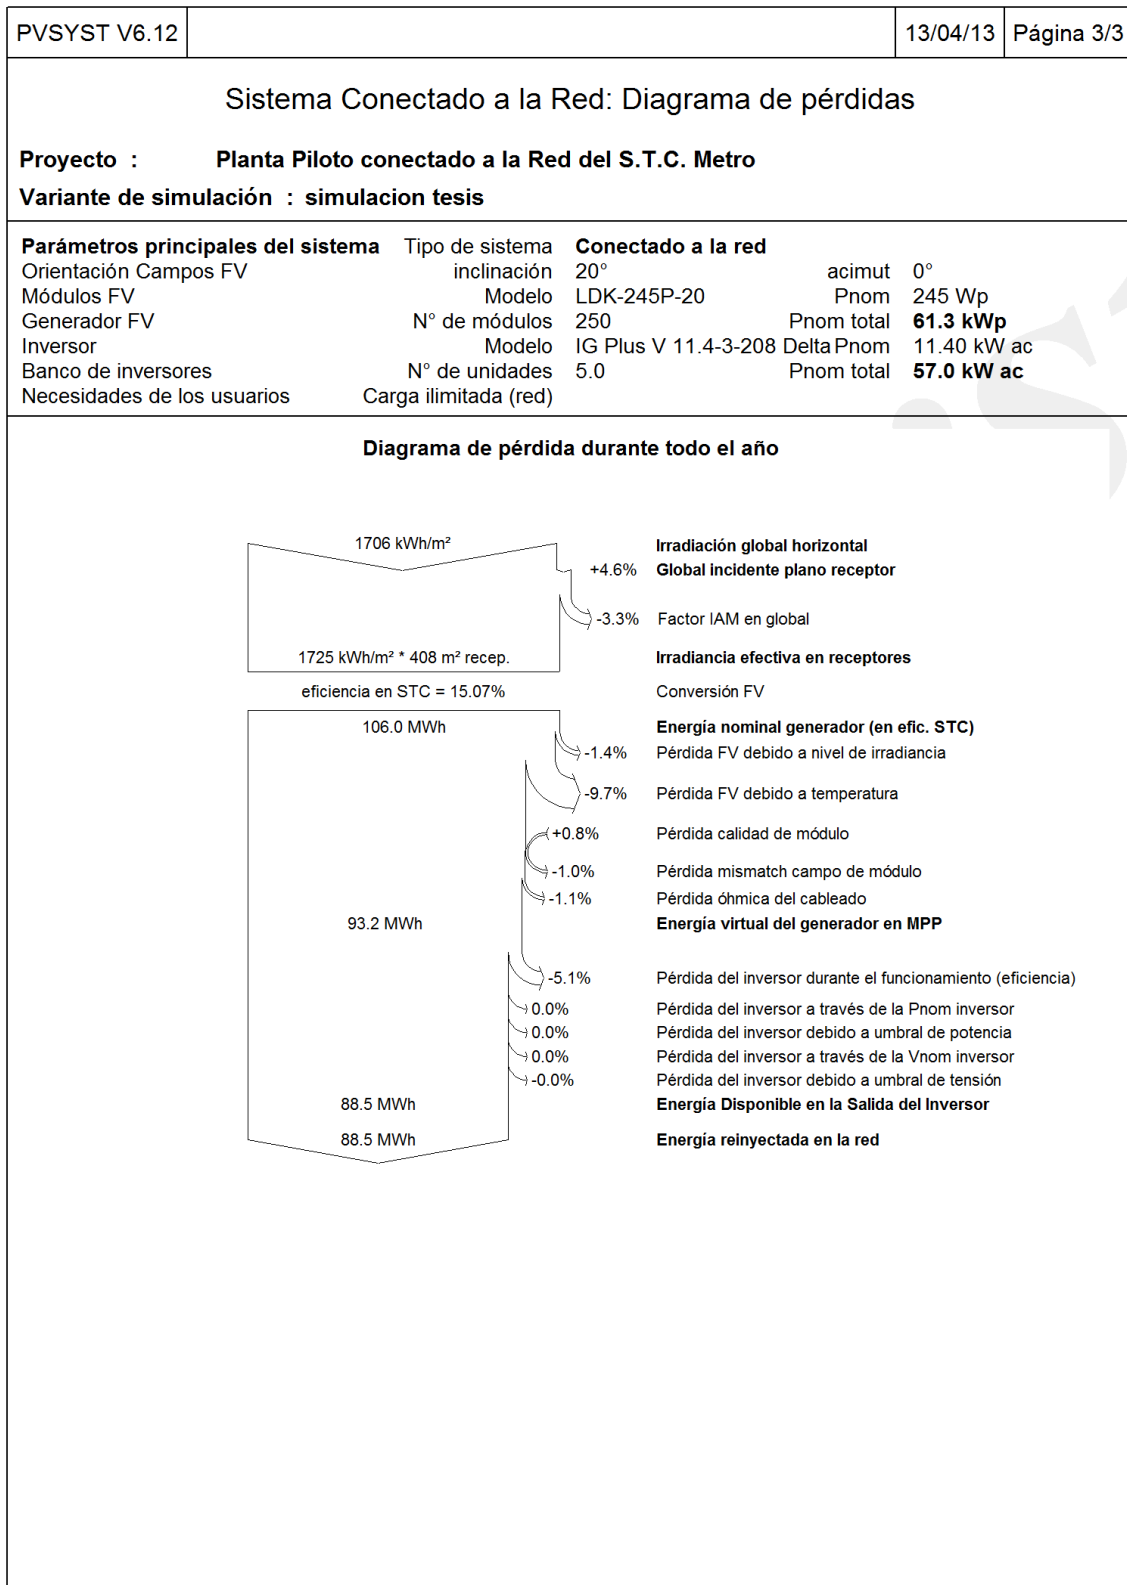 PVSYST V6.12 13/04/13 Página 3/3
Sistema Conectado a la Red: Diagrama de pérdidas
Proyecto : Planta Piloto conectado a la Red del S.T.C. Metro
Variante de simulación : simulacion tesis
Parámetros principales del sistema Tipo de sistema Conectado a la red
Orientación Campos FV inclinación 20° acimut 0°
Módulos FV Modelo LDK-245P-20 Pnom 245 Wp
Generador FV N° de módulos 250 Pnom total 61.3 kWp
Inversor Modelo IG Plus V 11.4-3-208 Delta Pnom 11.40 kW ac
Banco de inversores N° de unidades 5.0 Pnom total 57.0 kW ac
Necesidades de los usuarios Carga ilimitada (red)
Diagrama de pérdida durante todo el año
1706 kWh/m² Irradiación global horizontal
+4.6% Global incidente plano receptor
-3.3% Factor IAM en global
1725 kWh/m² * 408 m² recep. Irradiancia efectiva en receptores
eficiencia en STC = 15.07% Conversión FV
106.0 MWh Energía nominal generador (en efic. STC)
-1.4% Pérdida FV debido a nivel de irradiancia
-9.7% Pérdida FV debido a temperatura
+0.8% Pérdida calidad de módulo
-1.0% Pérdida mismatch campo de módulo
-1.1% Pérdida óhmica del cableado
93.2 MWh Energía virtual del generador en MPP
-5.1% Pérdida del inversor durante el funcionamiento (eficiencia)
0.0% Pérdida del inversor a través de la Pnom inversor
0.0% Pérdida del inversor debido a umbral de potencia
0.0% Pérdida del inversor a través de la Vnom inversor
-0.0% Pérdida del inversor debido a umbral de tensión
88.5 MWh Energía Disponible en la Salida del Inversor
88.5 MWh Energía reinyectada en la red